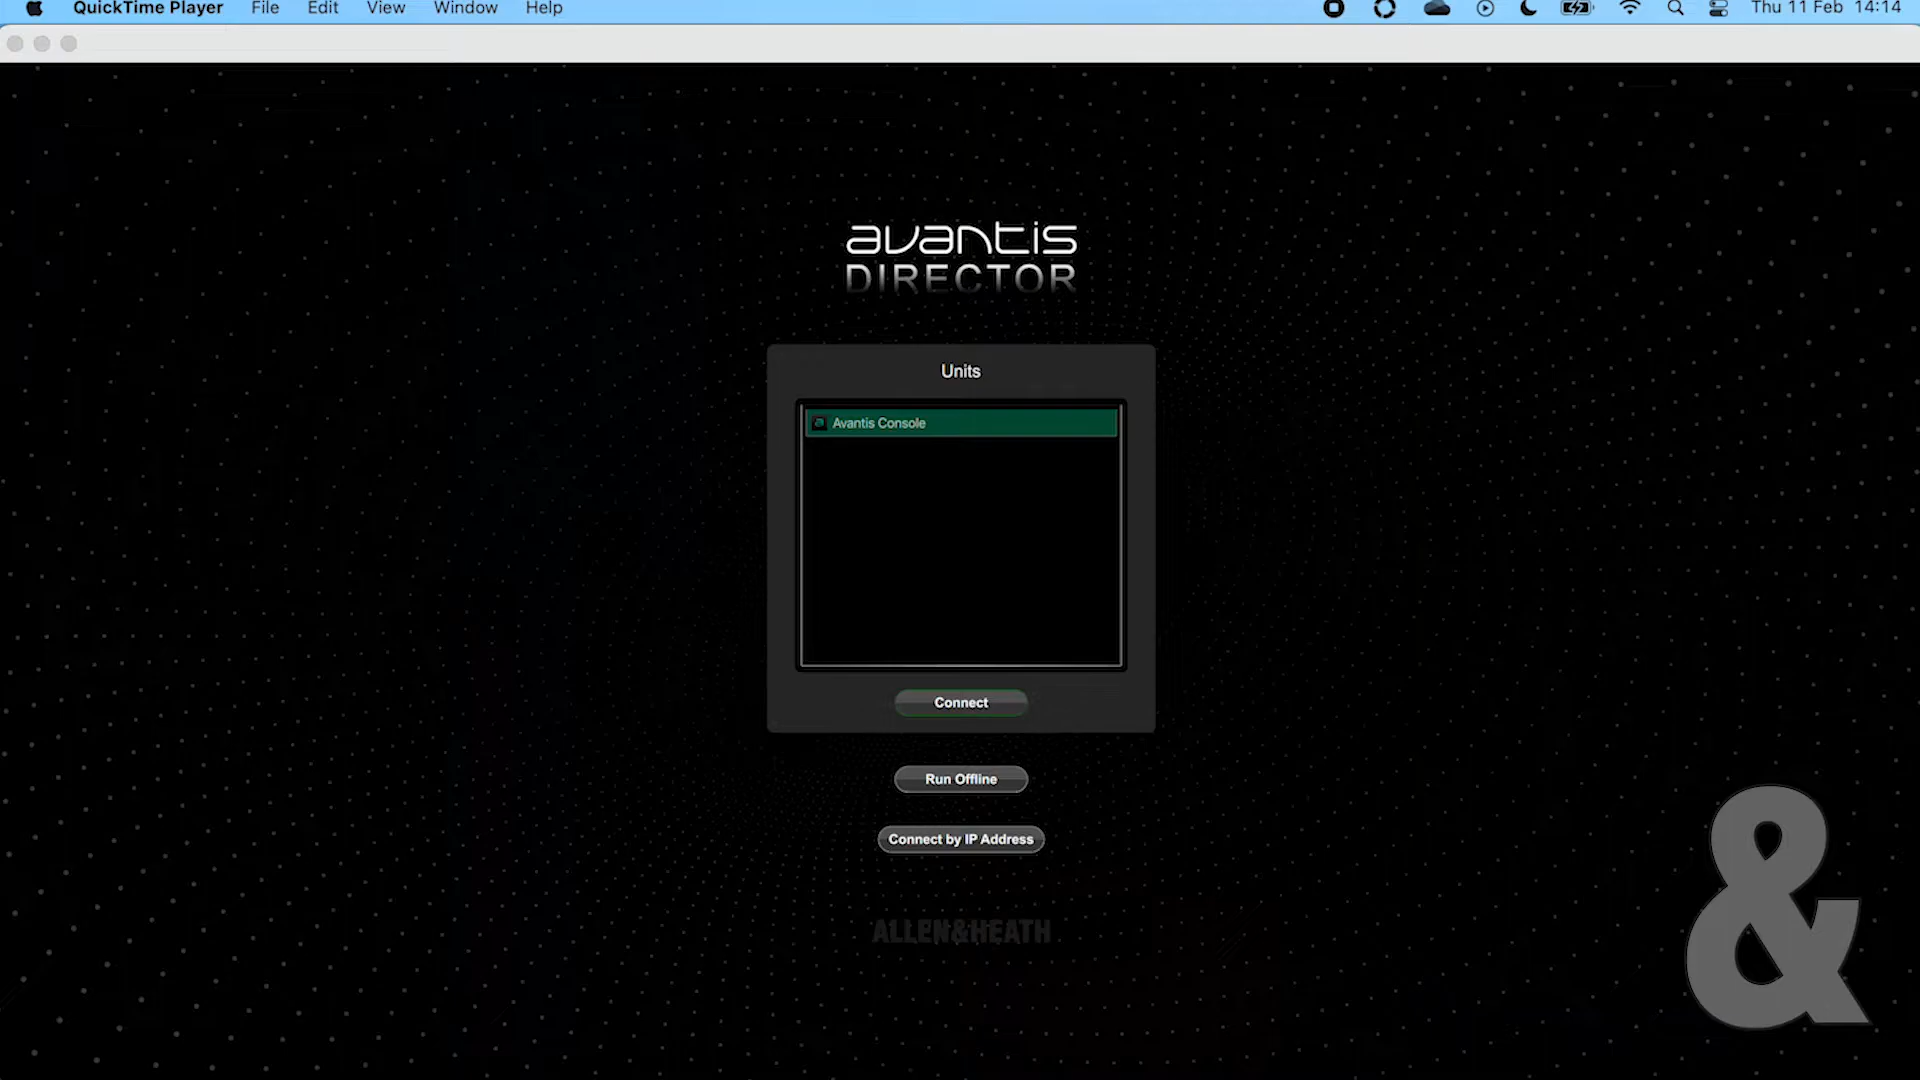 QuickTime Player File Edit View Window Help Thu 11 Feb 14:14
avantis
DIRECTOR
Units
Avantis Console
Connect
Run Offline
Connect by IP Address
ALLEN&HEATH
&